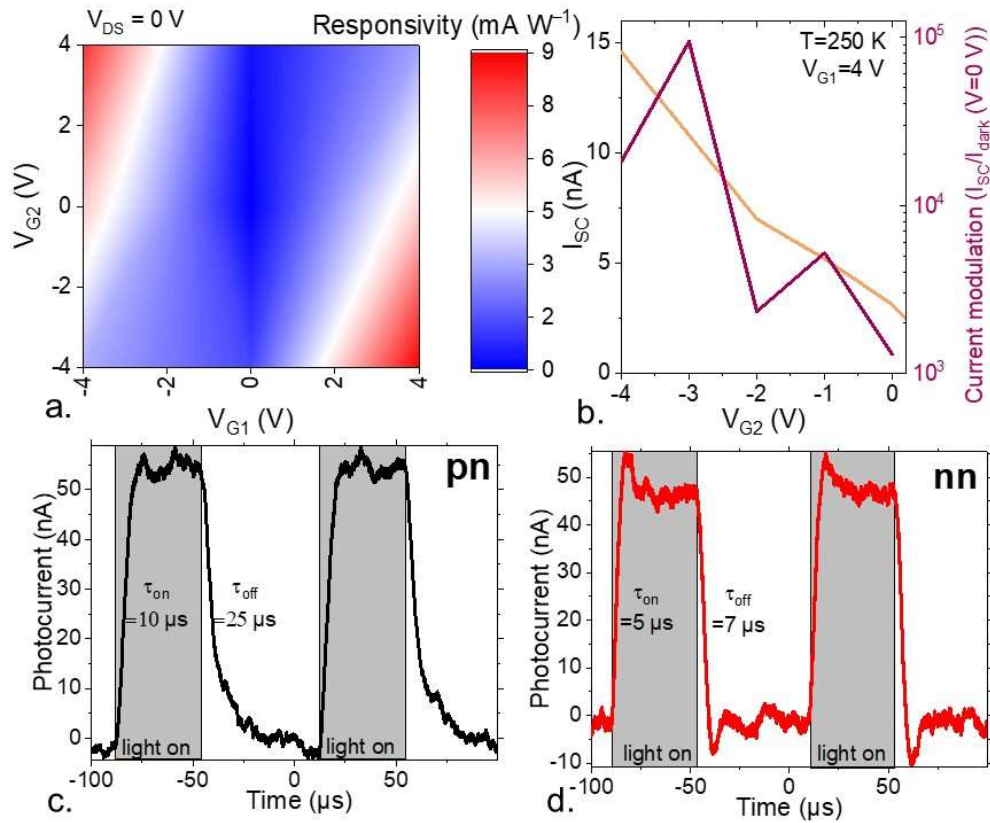 V_DS = 0 V
Responsivity (mA W⁻¹)
4
2
0
-2
-4
V_G2 (V)
-4
-2
0
2
4
V_G1 (V)
9
8
6
5
4
2
0
a.
15
10
5
0
I_SC (nA)
T=250 K
V_G1=4 V
10⁵
10⁴
10³
Current modulation (I_SC/I_dark (V=0 V)
-4
-3
-2
-1
0
V_G2 (V)
b.
50
40
30
20
10
0
Photocurrent (nA)
pn
τ_on
=10 μs
τ_off
=25 μs
light on
light on
-100
-50
0
50
Time (μs)
c.
50
40
30
20
10
0
-10
Photocurrent (nA)
nn
τ_on
=5 μs
τ_off
=7 μs
light on
light on
-100
-50
0
50
Time (μs)
d.